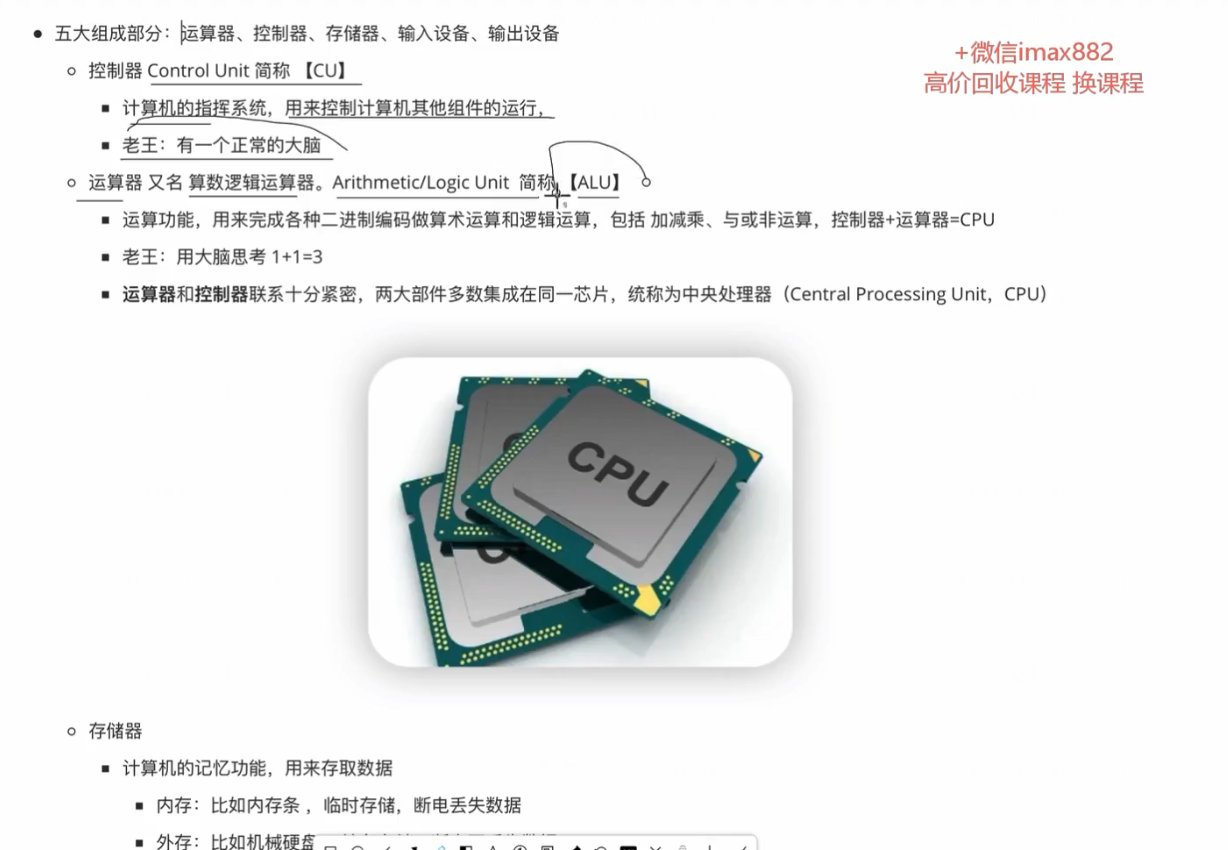 五大组成部分：运算器、控制器、存储器、输入设备、输出设备
+微信imax882
高价回收课程 换课程
控制器 Control Unit 简称 【CU】
计算机的指挥系统，用来控制计算机其他组件的运行，
老王：有一个正常的大脑
运算器 又名 算数逻辑运算器。Arithmetic/Logic Unit 简称【ALU】
运算功能，用来完成各种二进制编码做算术运算和逻辑运算，包括 加减乘、与或非运算，控制器+运算器=CPU
老王：用大脑思考 1+1=3
运算器和控制器联系十分紧密，两大部件多数集成在同一芯片，统称为中央处理器（Central Processing Unit，CPU）
CPU
存储器
计算机的记忆功能，用来存取数据
内存：比如内存条 ，临时存储，断电丢失数据
外存：比如机械硬盘